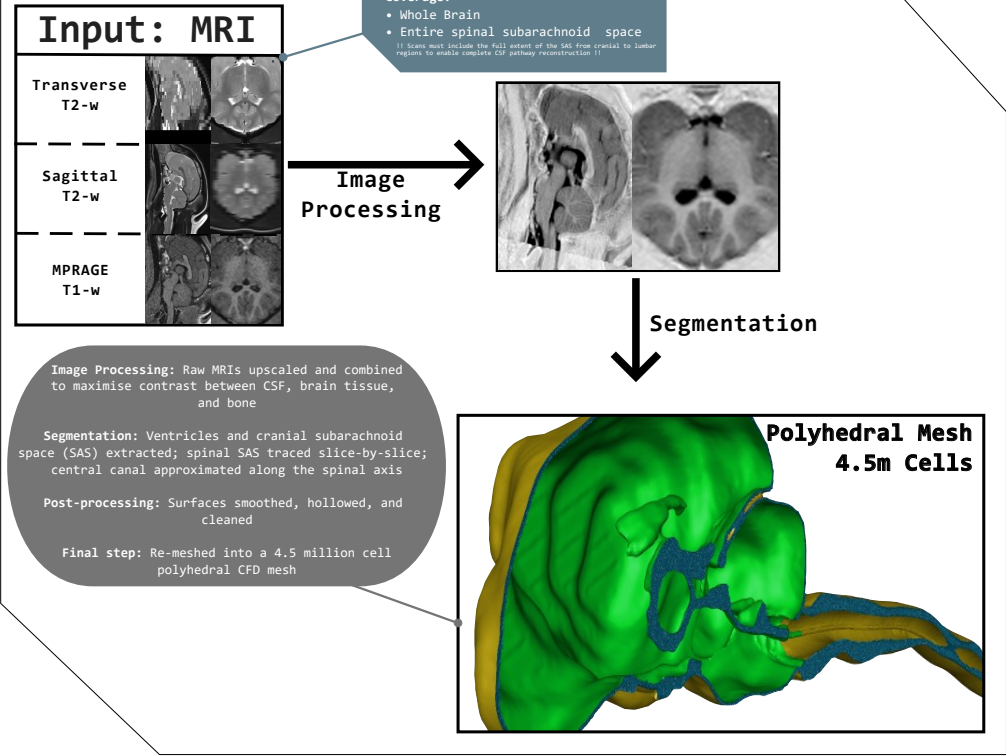 Coverage:
• Whole Brain
• Entire spinal subarachnoid space
!! Scans must include the full extent of the SAS from cranial to lumbar
regions to enable complete CSF pathway reconstruction !!
Input: MRI
Transverse
T2-w
Sagittal
T2-w
MPRAGE
T1-w
Image
Processing
Segmentation
Image Processing: Raw MRIs upscaled and combined
to maximise contrast between CSF, brain tissue,
and bone
Segmentation: Ventricles and cranial subarachnoid
space (SAS) extracted; spinal SAS traced slice-by-slice;
central canal approximated along the spinal axis
Post-processing: Surfaces smoothed, hollowed, and
cleaned
Final step: Re-meshed into a 4.5 million cell
polyhedral CFD mesh
Polyhedral Mesh
4.5m Cells